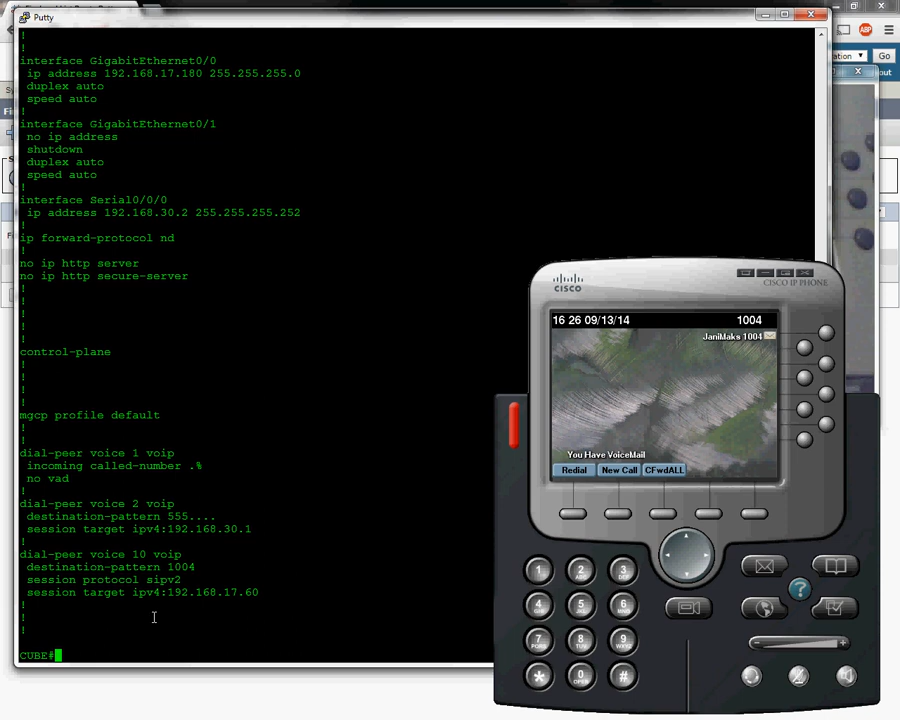 Putty
!
!
interface GigabitEthernet0/0
ip address 192.168.17.180 255.255.255.0
duplex auto
speed auto
!
interface GigabitEthernet0/1
no ip address
shutdown
duplex auto
speed auto
!
interface Serial0/0/0
ip address 192.168.30.2 255.255.255.252
!
ip forward-protocol nd
!
no ip http server
no ip http secure-server
!
!
!
!
!
control-plane
!
!
!
!
mgcp profile default
!
!
dial-peer voice 1 voip
incoming called-number .%
no vad
!
dial-peer voice 2 voip
destination-pattern 555....
session target ipv4:192.168.30.1
!
dial-peer voice 10 voip
destination-pattern 1004
session protocol sipv2
session target ipv4:192.168.17.60
!
!
!
CUBE#
ABP
ation
Go
out
CISCO
CISCO IP PHONE
16 26 09/13/14 1004
JaniMaks 1004
You Have VoiceMail
Redial New Call CFwdALL
1 2 ABC 3 DEF
4 GHI 5 JKL 6 MNO
7 PQRS 8 TUV 9 WXYZ
* 0 OPER #
?
- +